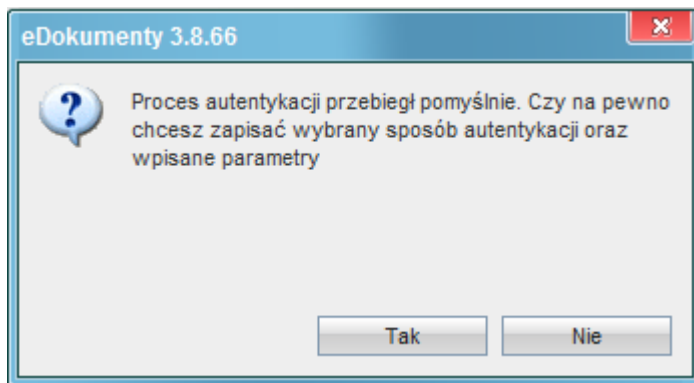 eDokumenty 3.8.66
Proces autentykacji przebiegł pomyślnie. Czy na pewno
chcesz zapisać wybrany sposób autentykacji oraz
wpisane parametry
Tak
Nie